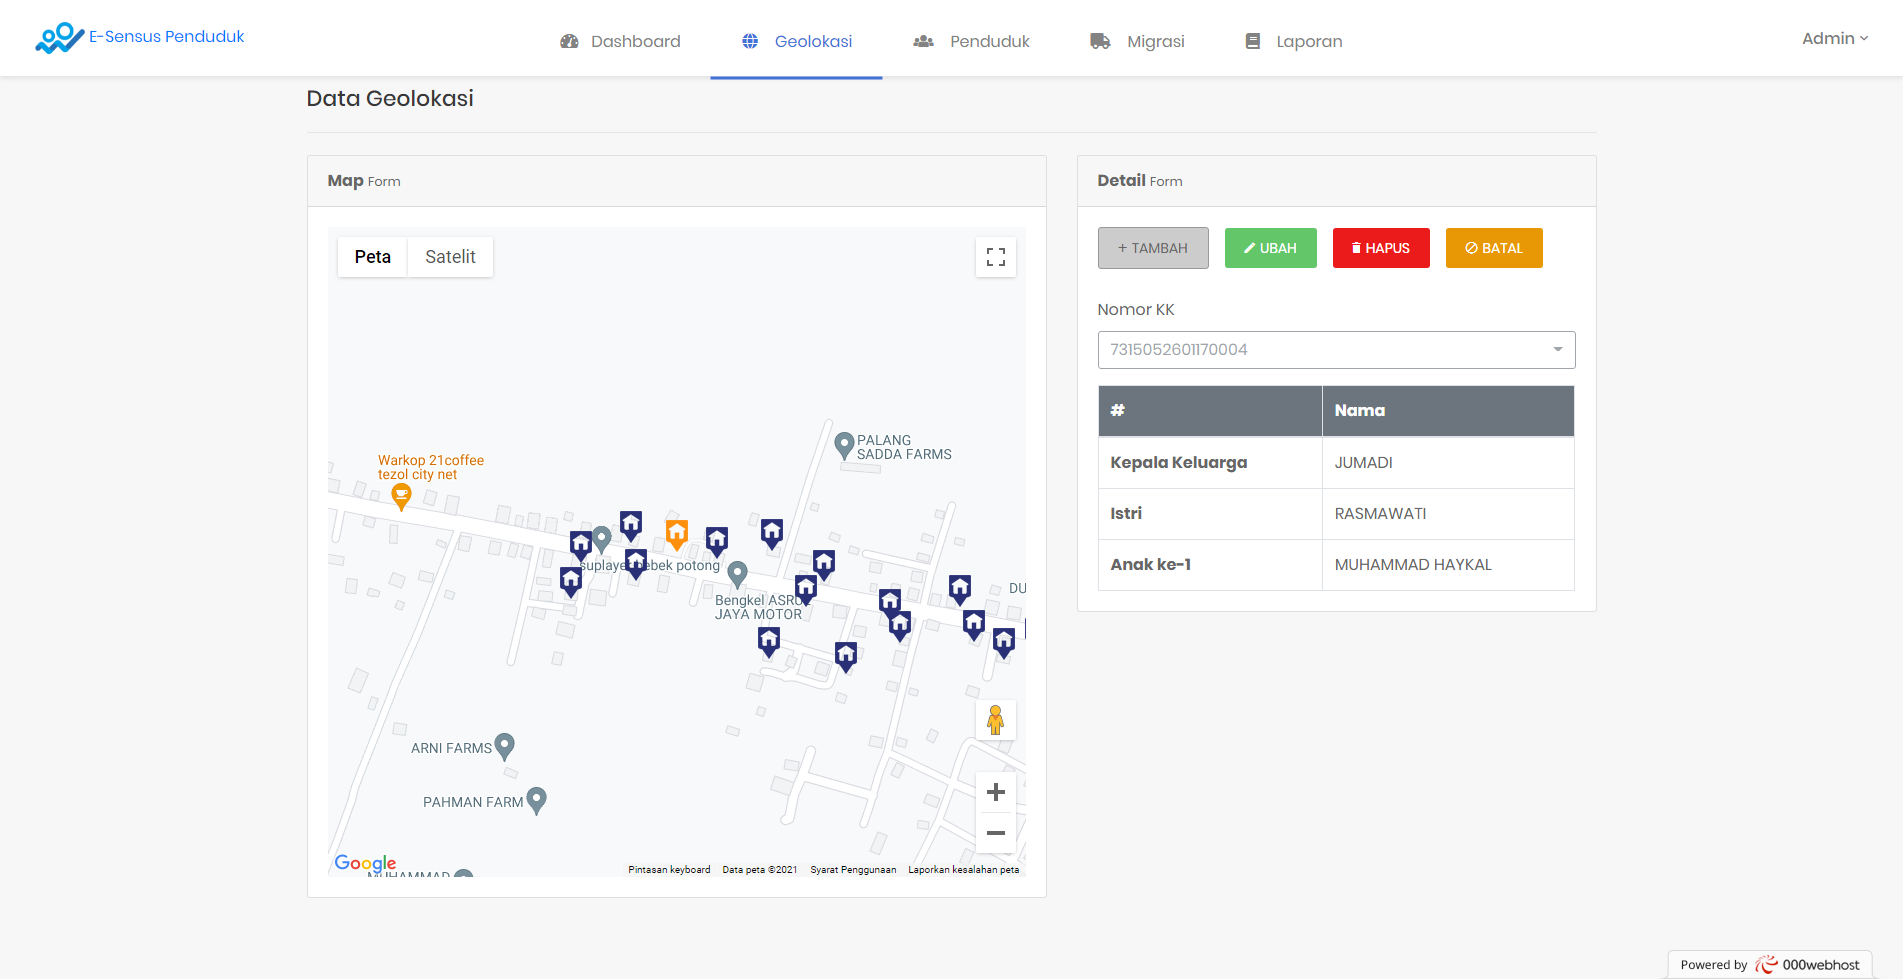 E-Sensus Penduduk
Dashboard
Geolokasi
Penduduk
Migrasi
Laporan
Admin
Data Geolokasi
Map Form
Peta
Satelit
PALANG
SADDA FARMS
Warkop 21coffee
tezol city net
suplayer bebek potong
Bengkel ASRUL
JAYA MOTOR
DU
ARNI FARMS
PAHMAN FARM
MUHAMMAD
Google
Pintasan keyboard
Data peta ©2021
Syarat Penggunaan
Laporkan kesalahan peta
Detail Form
+ TAMBAH
UBAH
HAPUS
BATAL
Nomor KK
7315052601170004
# Nama
Kepala Keluarga JUMADI
Istri RASMAWATI
Anak ke-1 MUHAMMAD HAYKAL
Powered by 000webhost